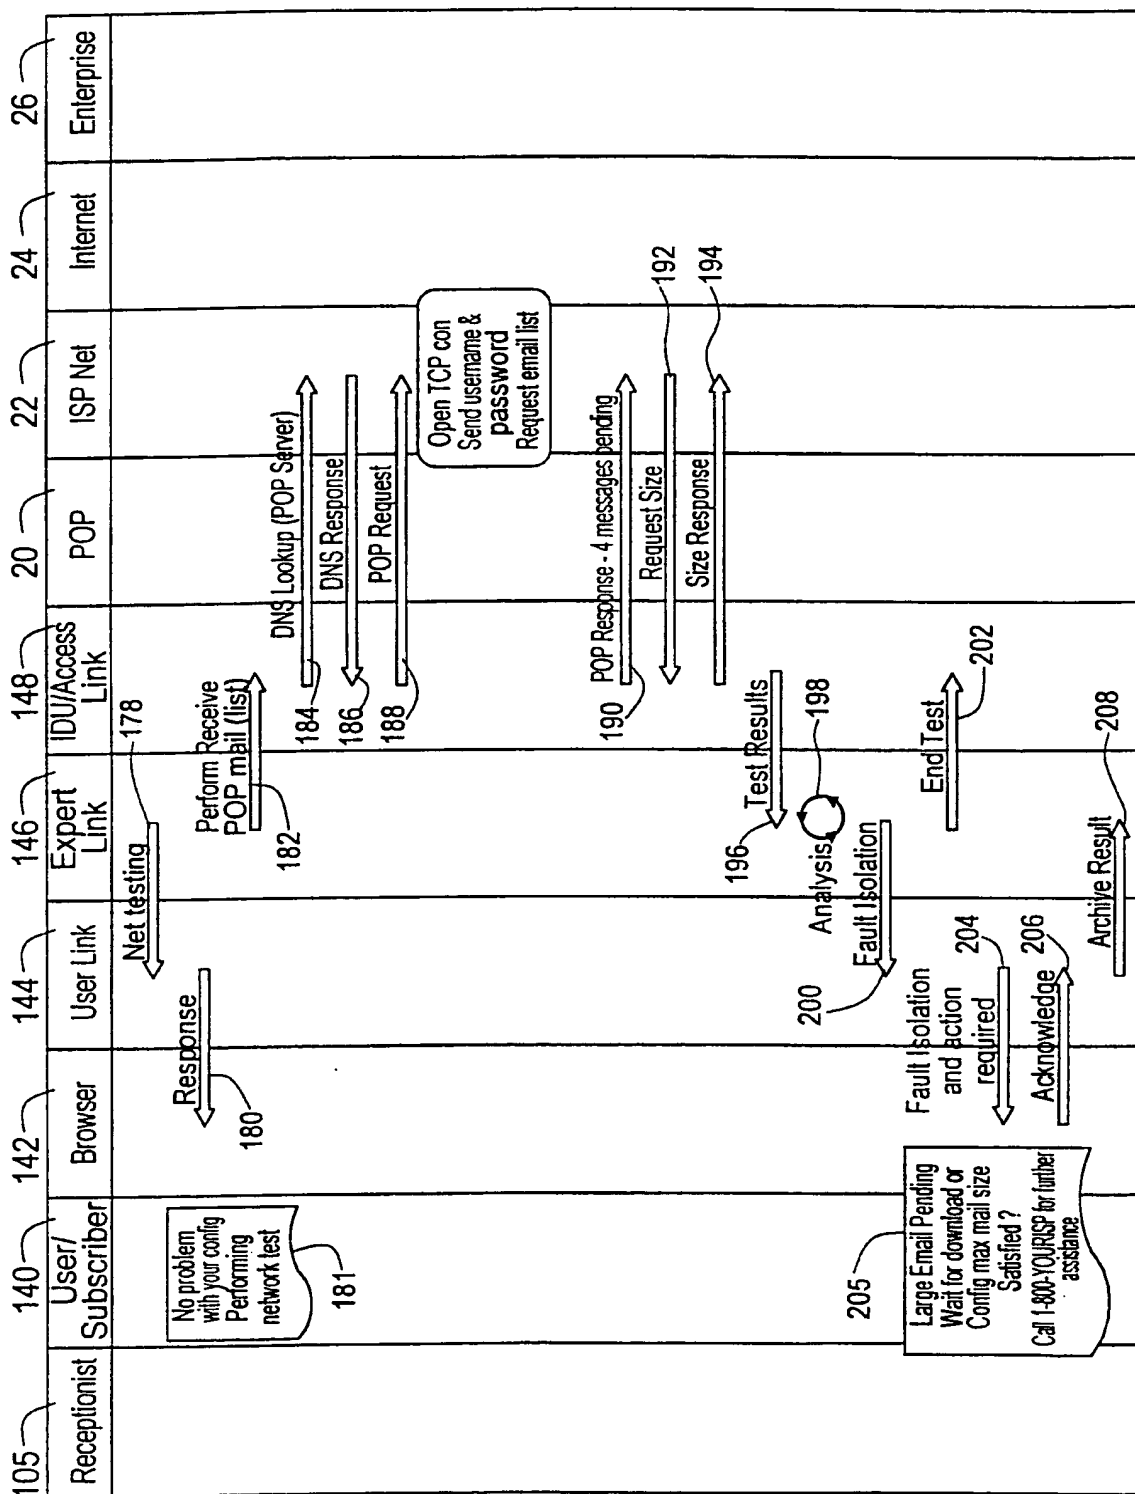 105
140
142
144
146
148
20
22
24
26
Receptionist
User/
Subscriber
Browser
User Link
Expert
Link
IDU/Access
Link
POP
ISP Net
Internet
Enterprise
Net testing
178
No problem
with your config
Performing
network test
181
Response
180
Perform Receive
POP mail (list)
182
DNS Lookup (POP Server)
184
DNS Response
186
POP Request
188
Open TCP con
Send username &
password
Request email list
POP Response - 4 messages pending
190
Request Size
192
Size Response
194
Test Results
196
Analysis
198
Fault Isolation
200
End Test
202
Fault Isolation
and action
required
204
Large Email Pending
Wait for download or
Config max mail size
Satisfied ?
Call 1-800-YOURISP for further
assistance
205
Acknowledge
206
Archive Result
208